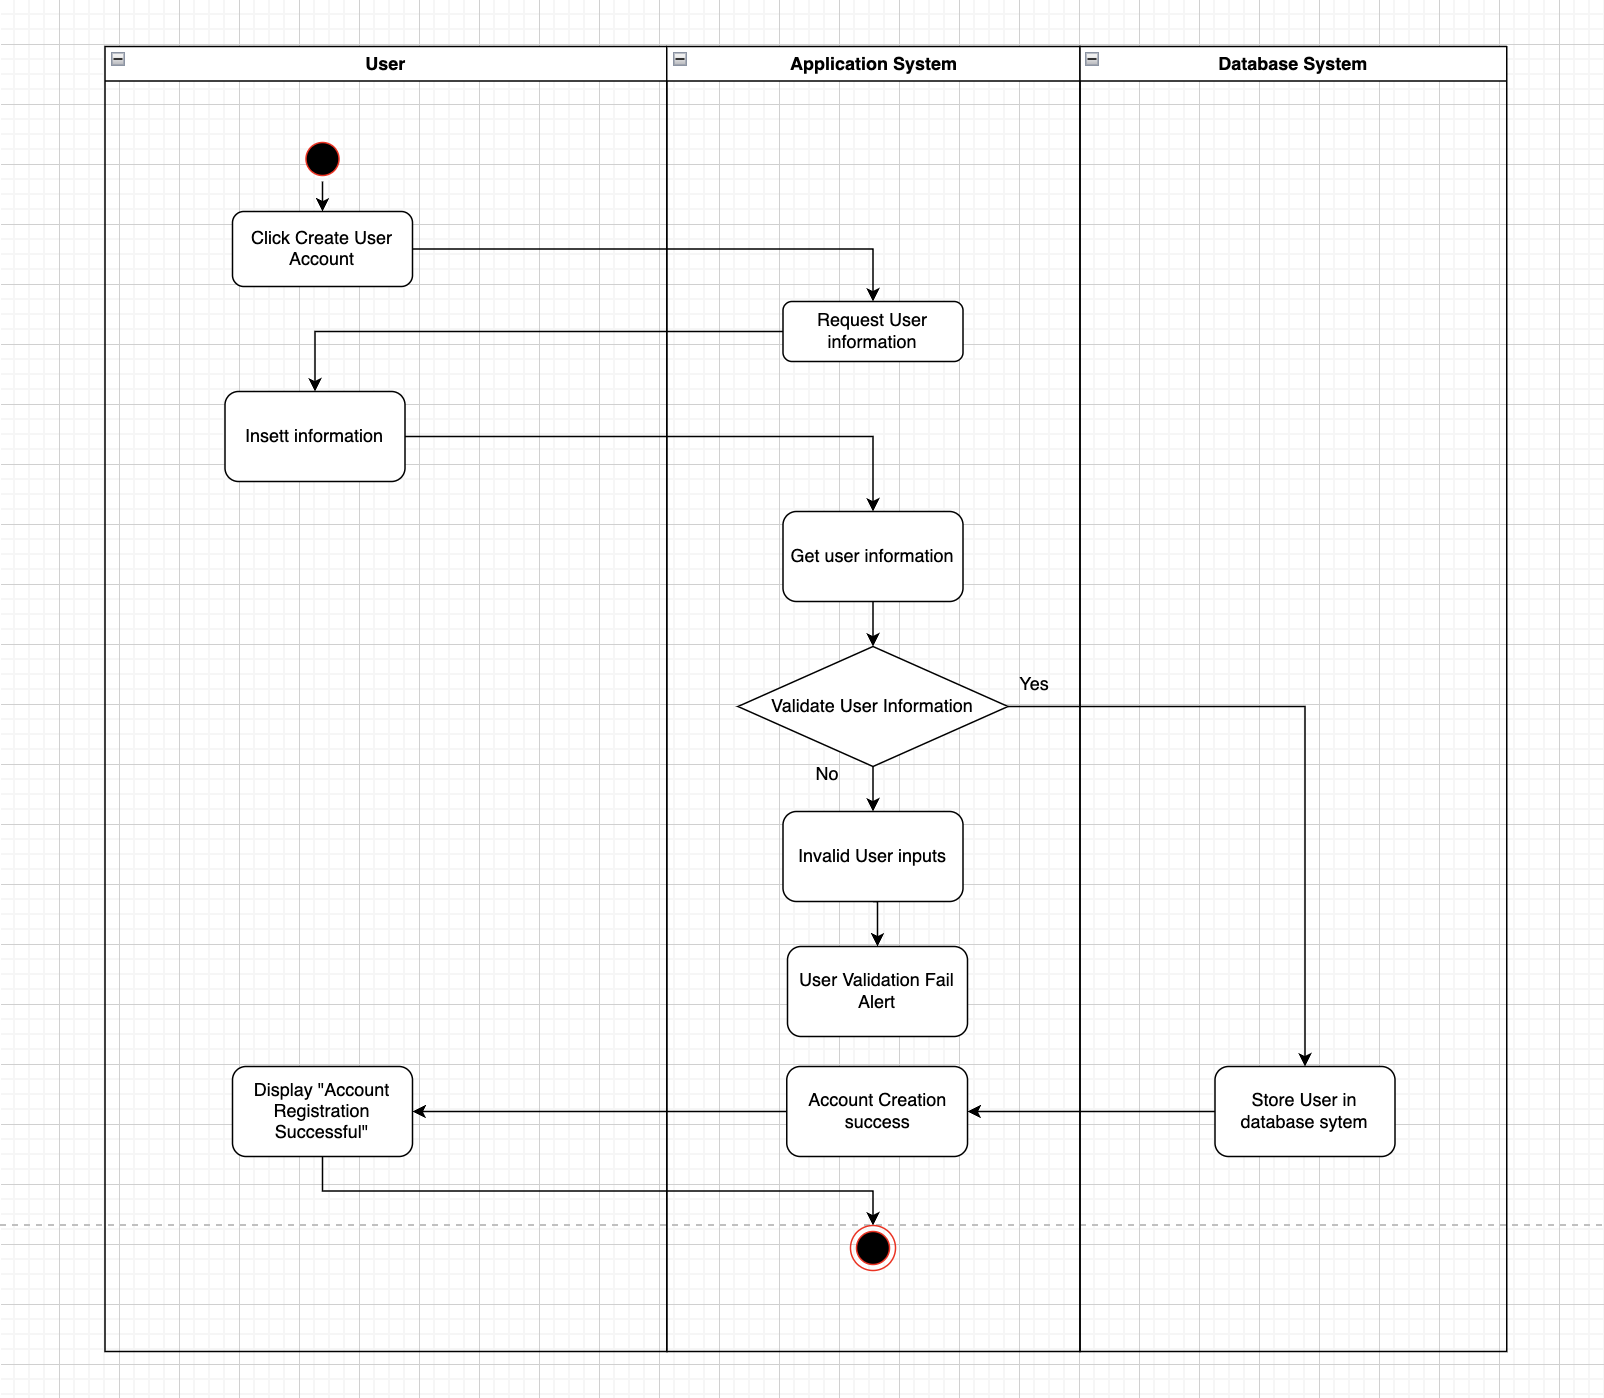 User
Application System
Database System
Click Create User
Account
Request User
information
Insett information
Get user information
Validate User Information
Yes
No
Invalid User inputs
User Validation Fail
Alert
Display "Account
Registration
Successful"
Account Creation
success
Store User in
database sytem